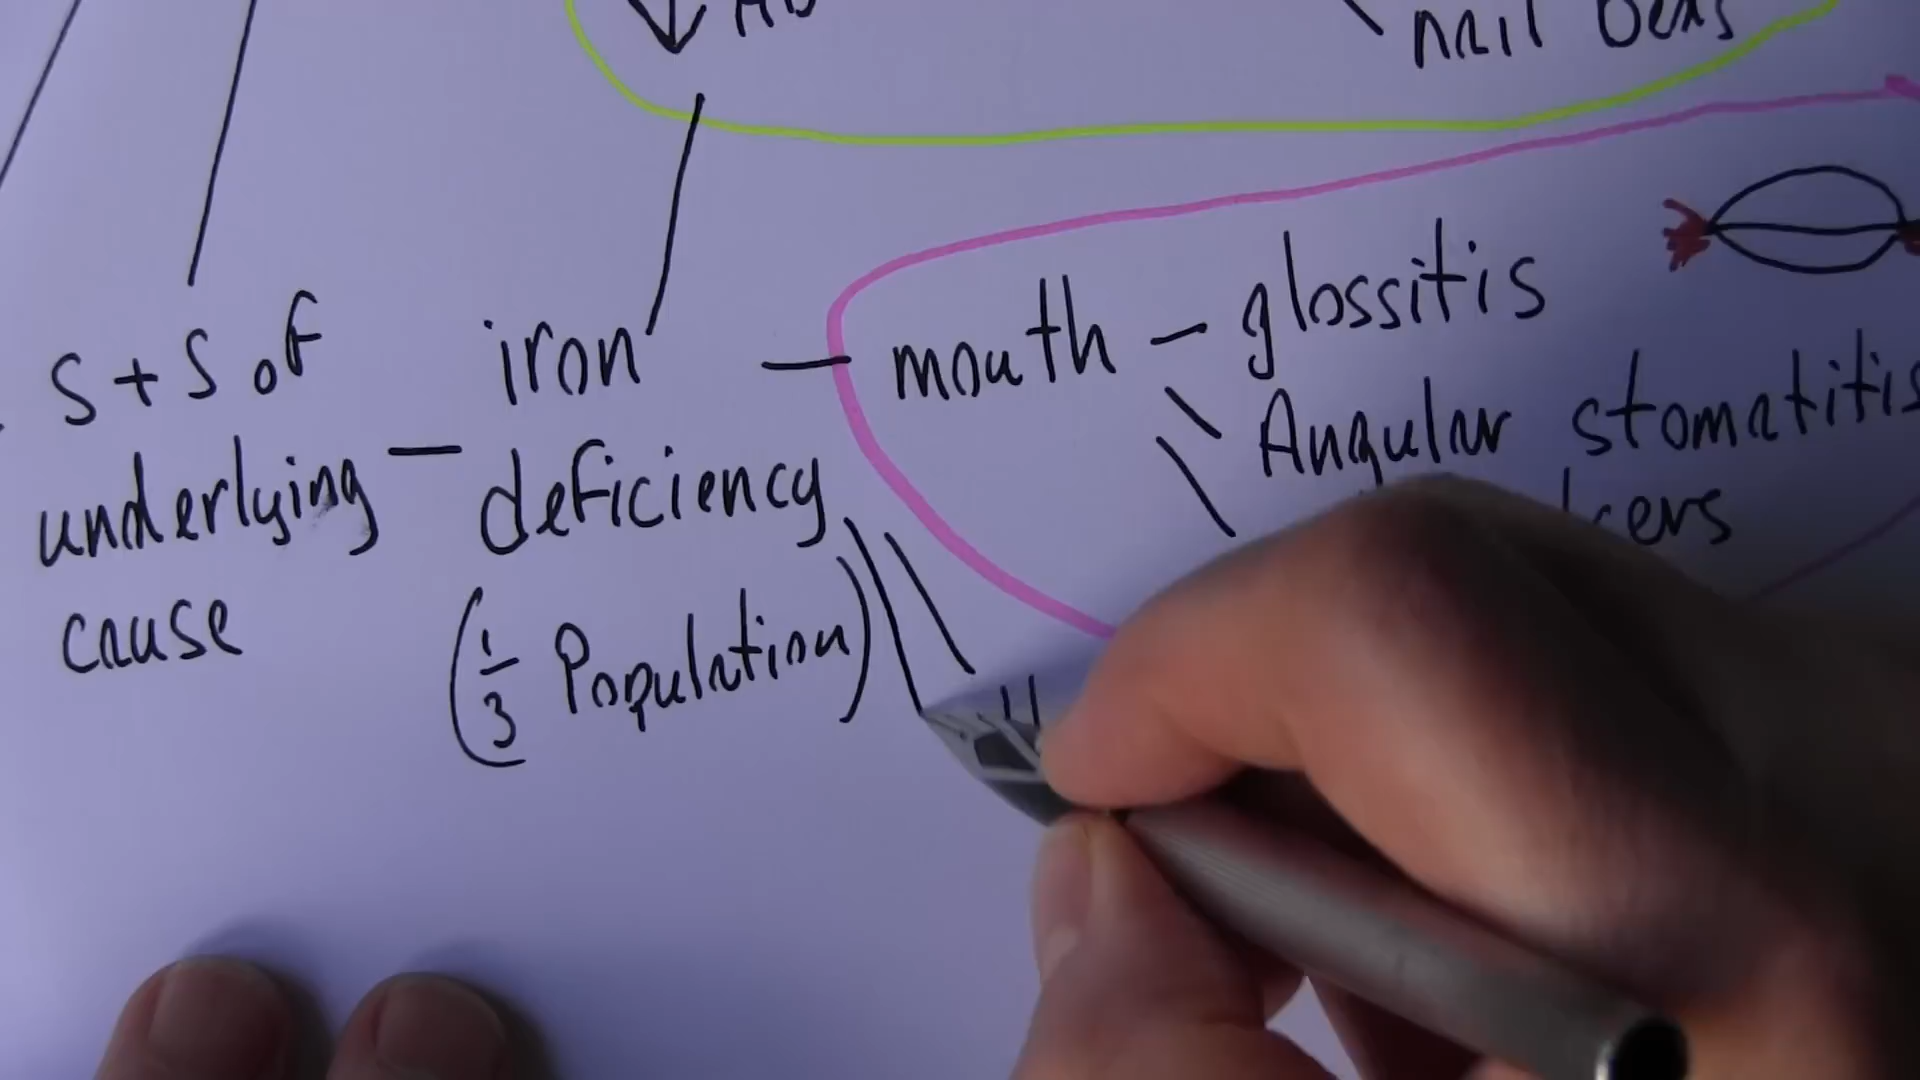 nail beds
S + S of
underlying –
cause
iron
deficiency
(1/3 Population)
– mouth – glossitis
Angular stomatitis